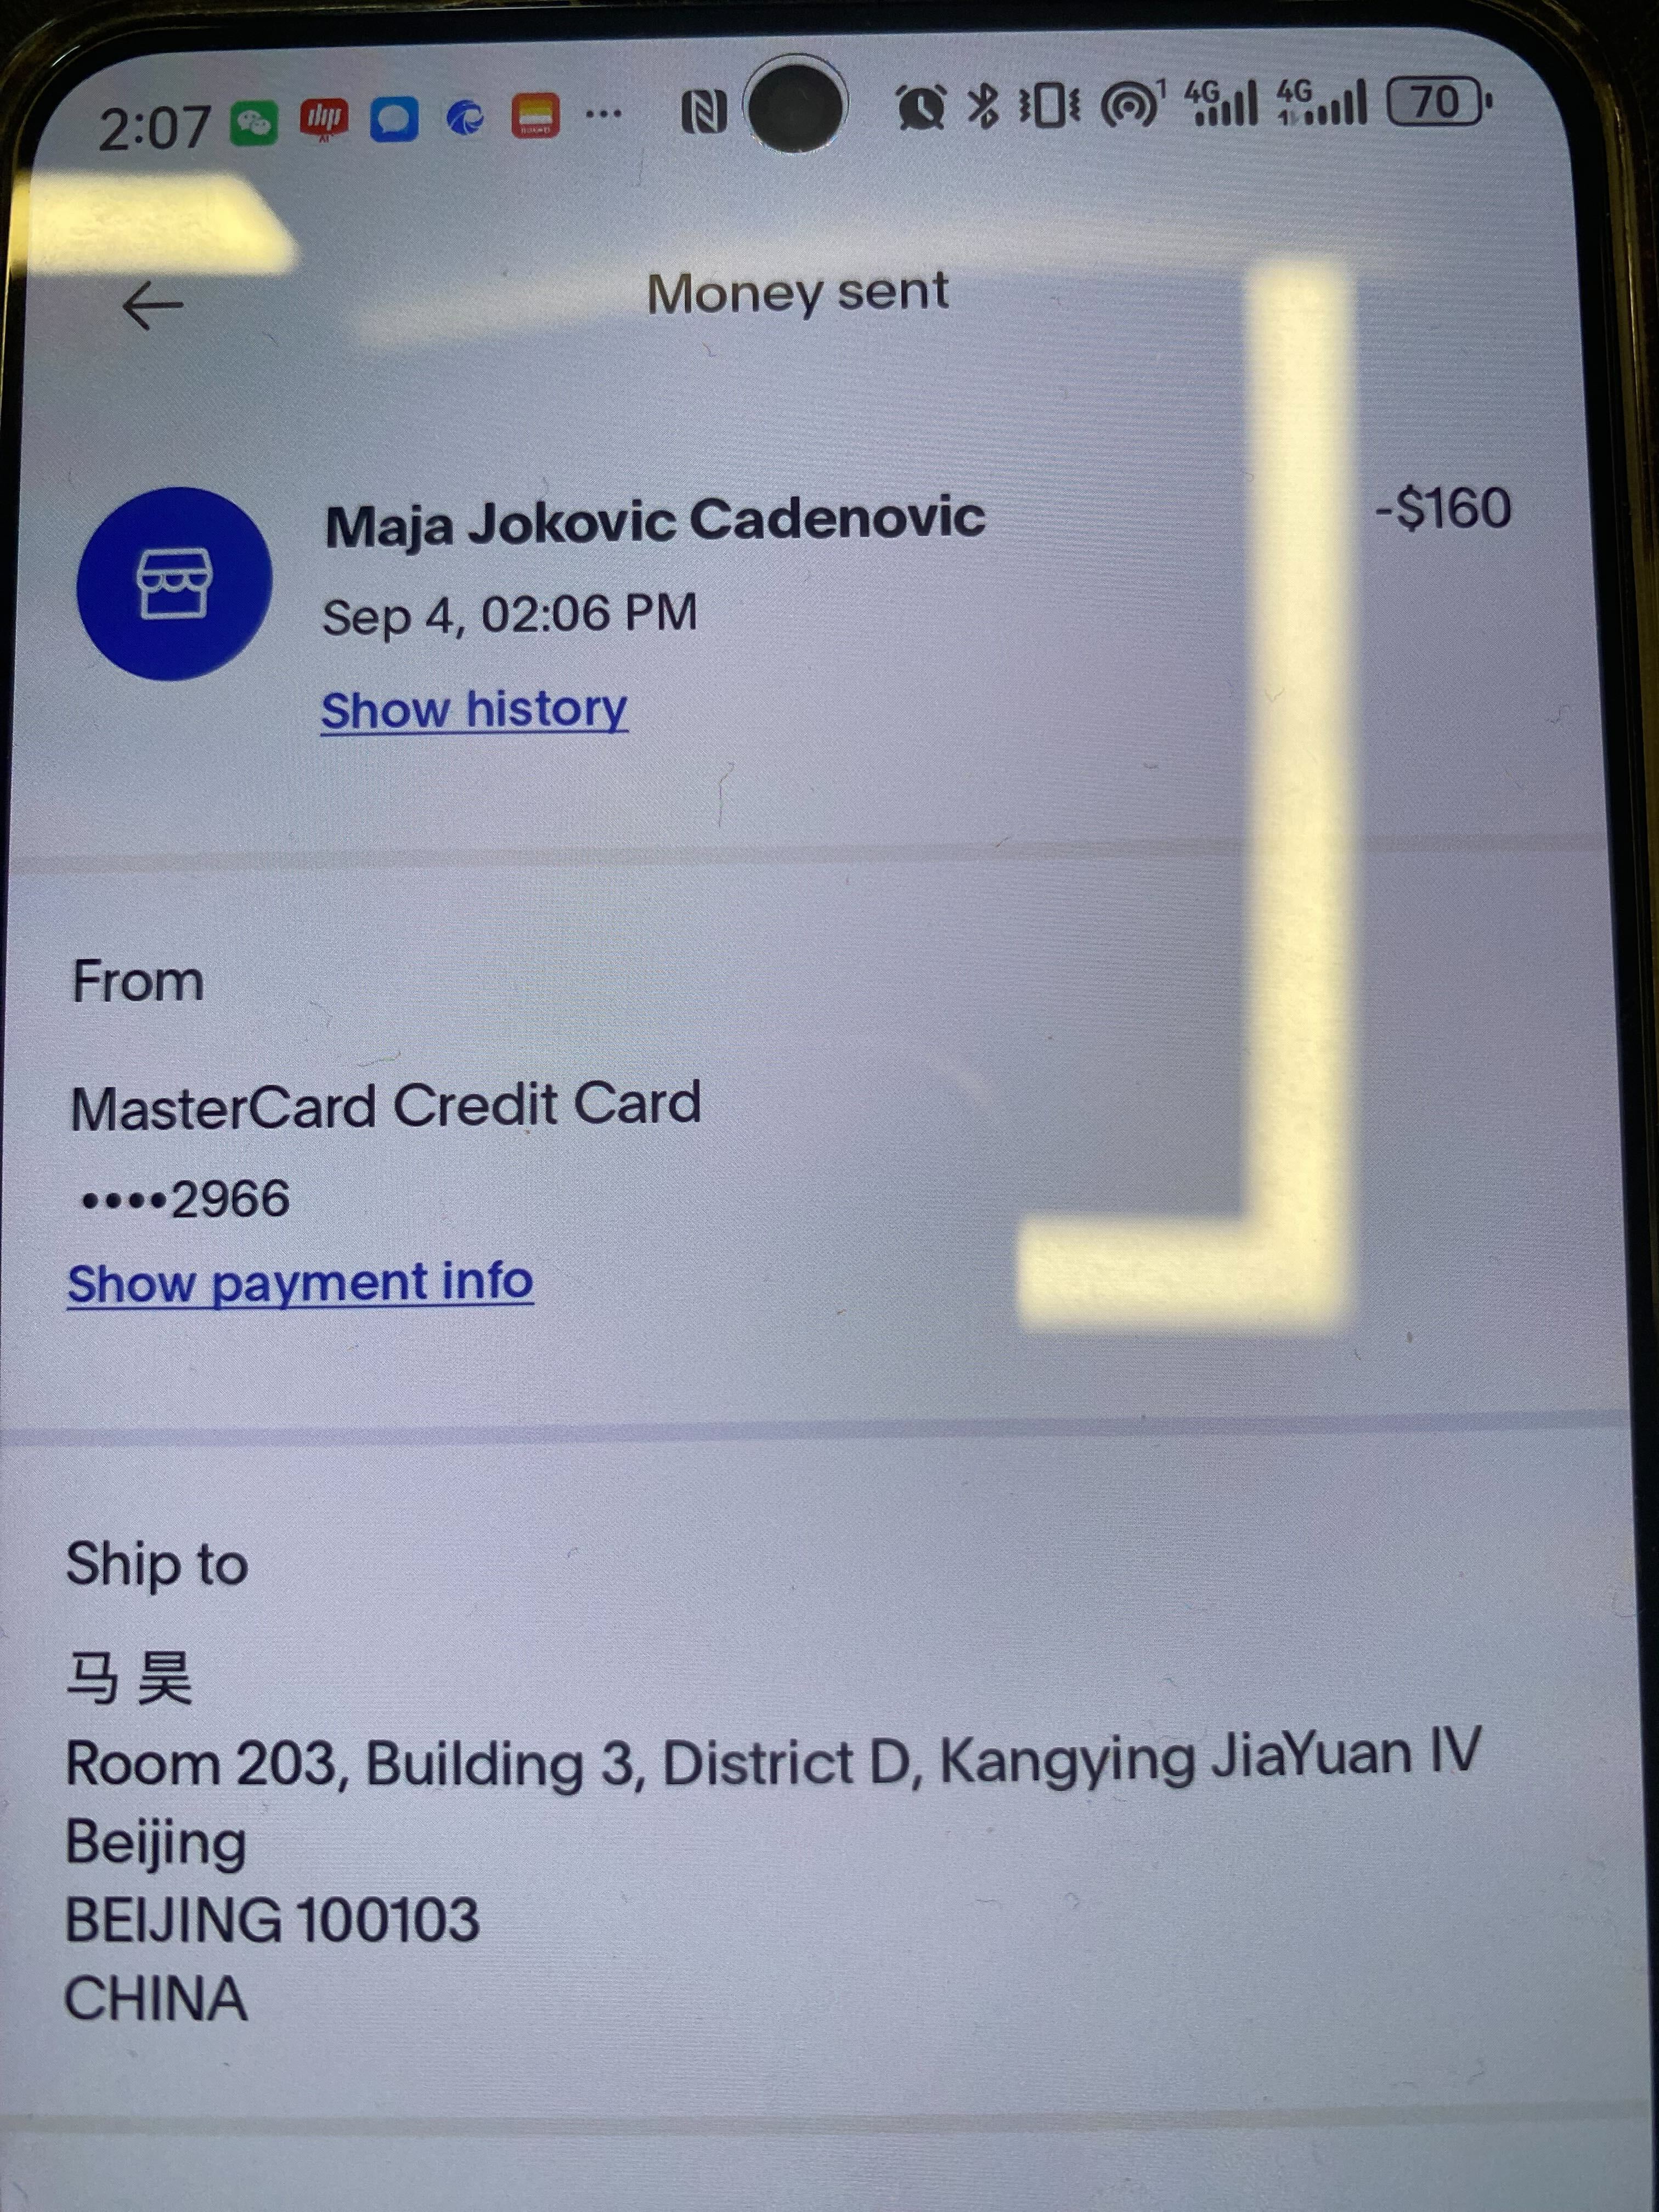 2:07 ··· 1 4G 4G 70
Money sent
Maja Jokovic Cadenovic -$160
Sep 4, 02:06 PM
Show history
From
MasterCard Credit Card
••••2966
Show payment info
Ship to
马 昊
Room 203, Building 3, District D, Kangying JiaYuan IV
Beijing
BEIJING 100103
CHINA